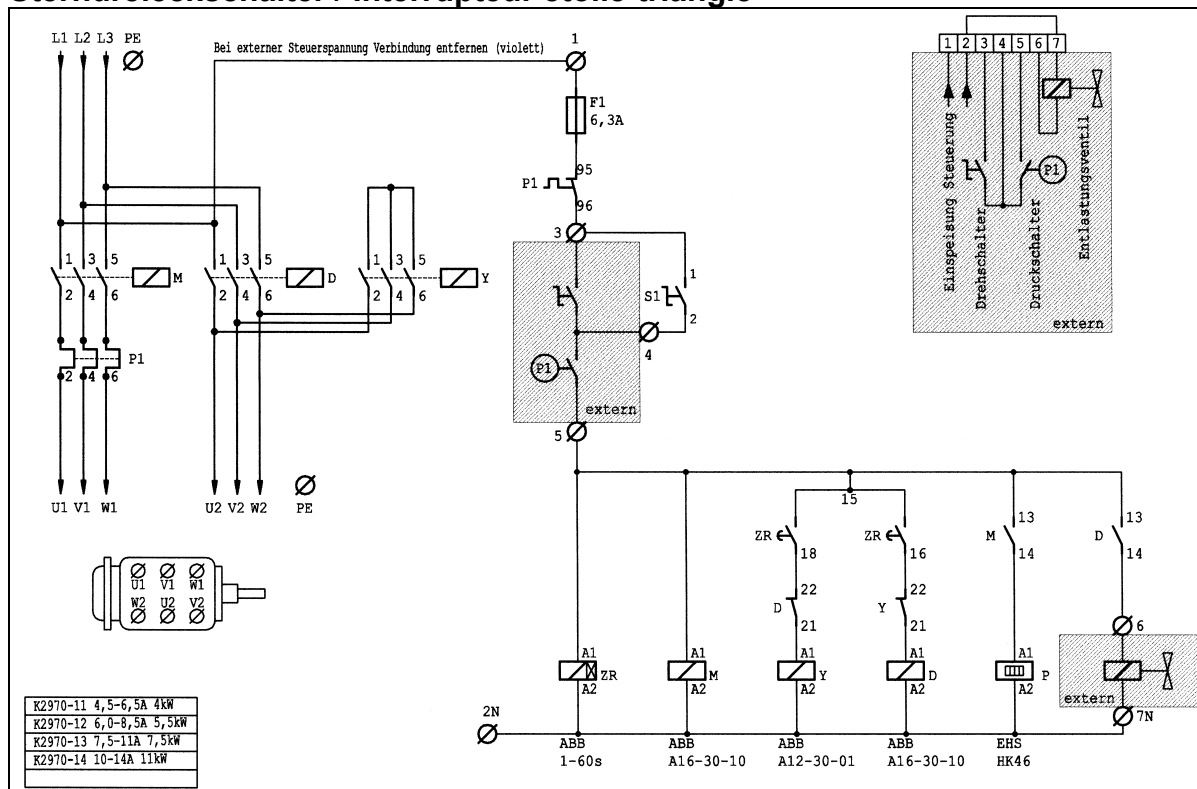 L1 L2 L3 PE
Bei externer Steuerspannung Verbindung entfernen (violett)
1
F1
6,3A
95
P1
96
3
1 3 5
M
2 4 6
1 3 5
D
2 4 6
1 3 5
Y
2 4 6
1
S1
2
4
P1
extern
5
P1
2 4 6
U1 V1 W1
U2 V2 W2
PE
1 2 3 4 5 6 7
Einspeisung Steuerung
Drehschalter
Druckschalter
Entlastungsventil
P1
extern
15
ZR
18
ZR
16
M
13
14
D
13
14
D
22
21
Y
22
21
6
U1 V1 W1
W2 U2 V2
A1
ZR
A2
A1
M
A2
A1
Y
A2
A1
D
A2
A1
P
A2
extern
7N
2N
ABB
1-60s
ABB
A16-30-10
ABB
A12-30-01
ABB
A16-30-10
EHS
HK46
K2970-11 4,5-6,5A 4kW
K2970-12 6,0-8,5A 5,5kW
K2970-13 7,5-11A 7,5kW
K2970-14 10-14A 11kW